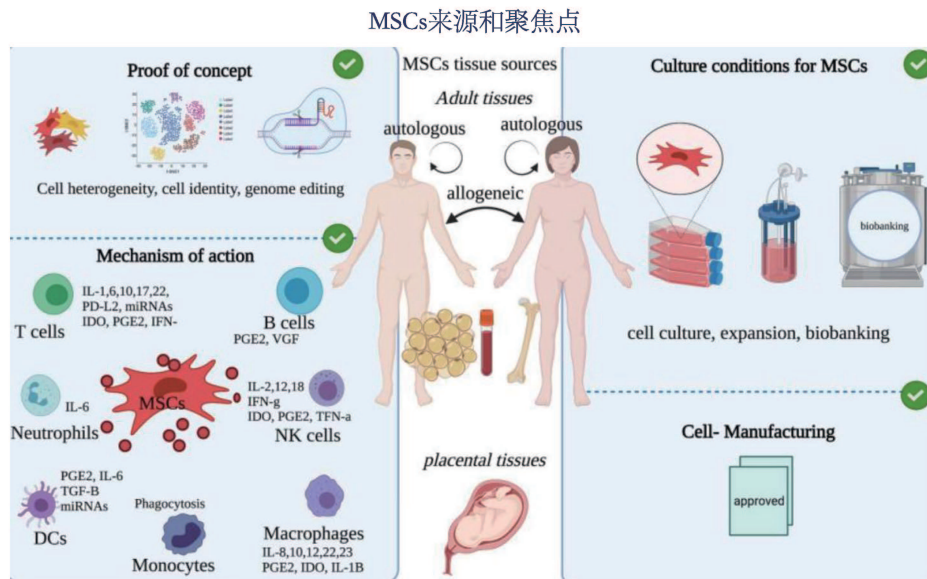 MSCs来源和聚焦点
Proof of concept
Cell heterogeneity, cell identity, genome editing
Mechanism of action
T cells
IL-1,6,10,17,22,
PD-L2, miRNAs
IDO, PGE2, IFN-
B cells
PGE2, VGF
Neutrophils
IL-6
MSCs
IL-2,12,18
IFN-g
IDO, PGE2, TFN-a
NK cells
PGE2, IL-6
TGF-B
miRNAs
DCs
Phagocytosis
Monocytes
Macrophages
IL-8,10,12,22,23
PGE2, IDO, IL-1B
MSCs tissue sources
Adult tissues
autologous
autologous
allogeneic
placental tissues
Culture conditions for MSCs
biobanking
cell culture, expansion, biobanking
Cell- Manufacturing
approved